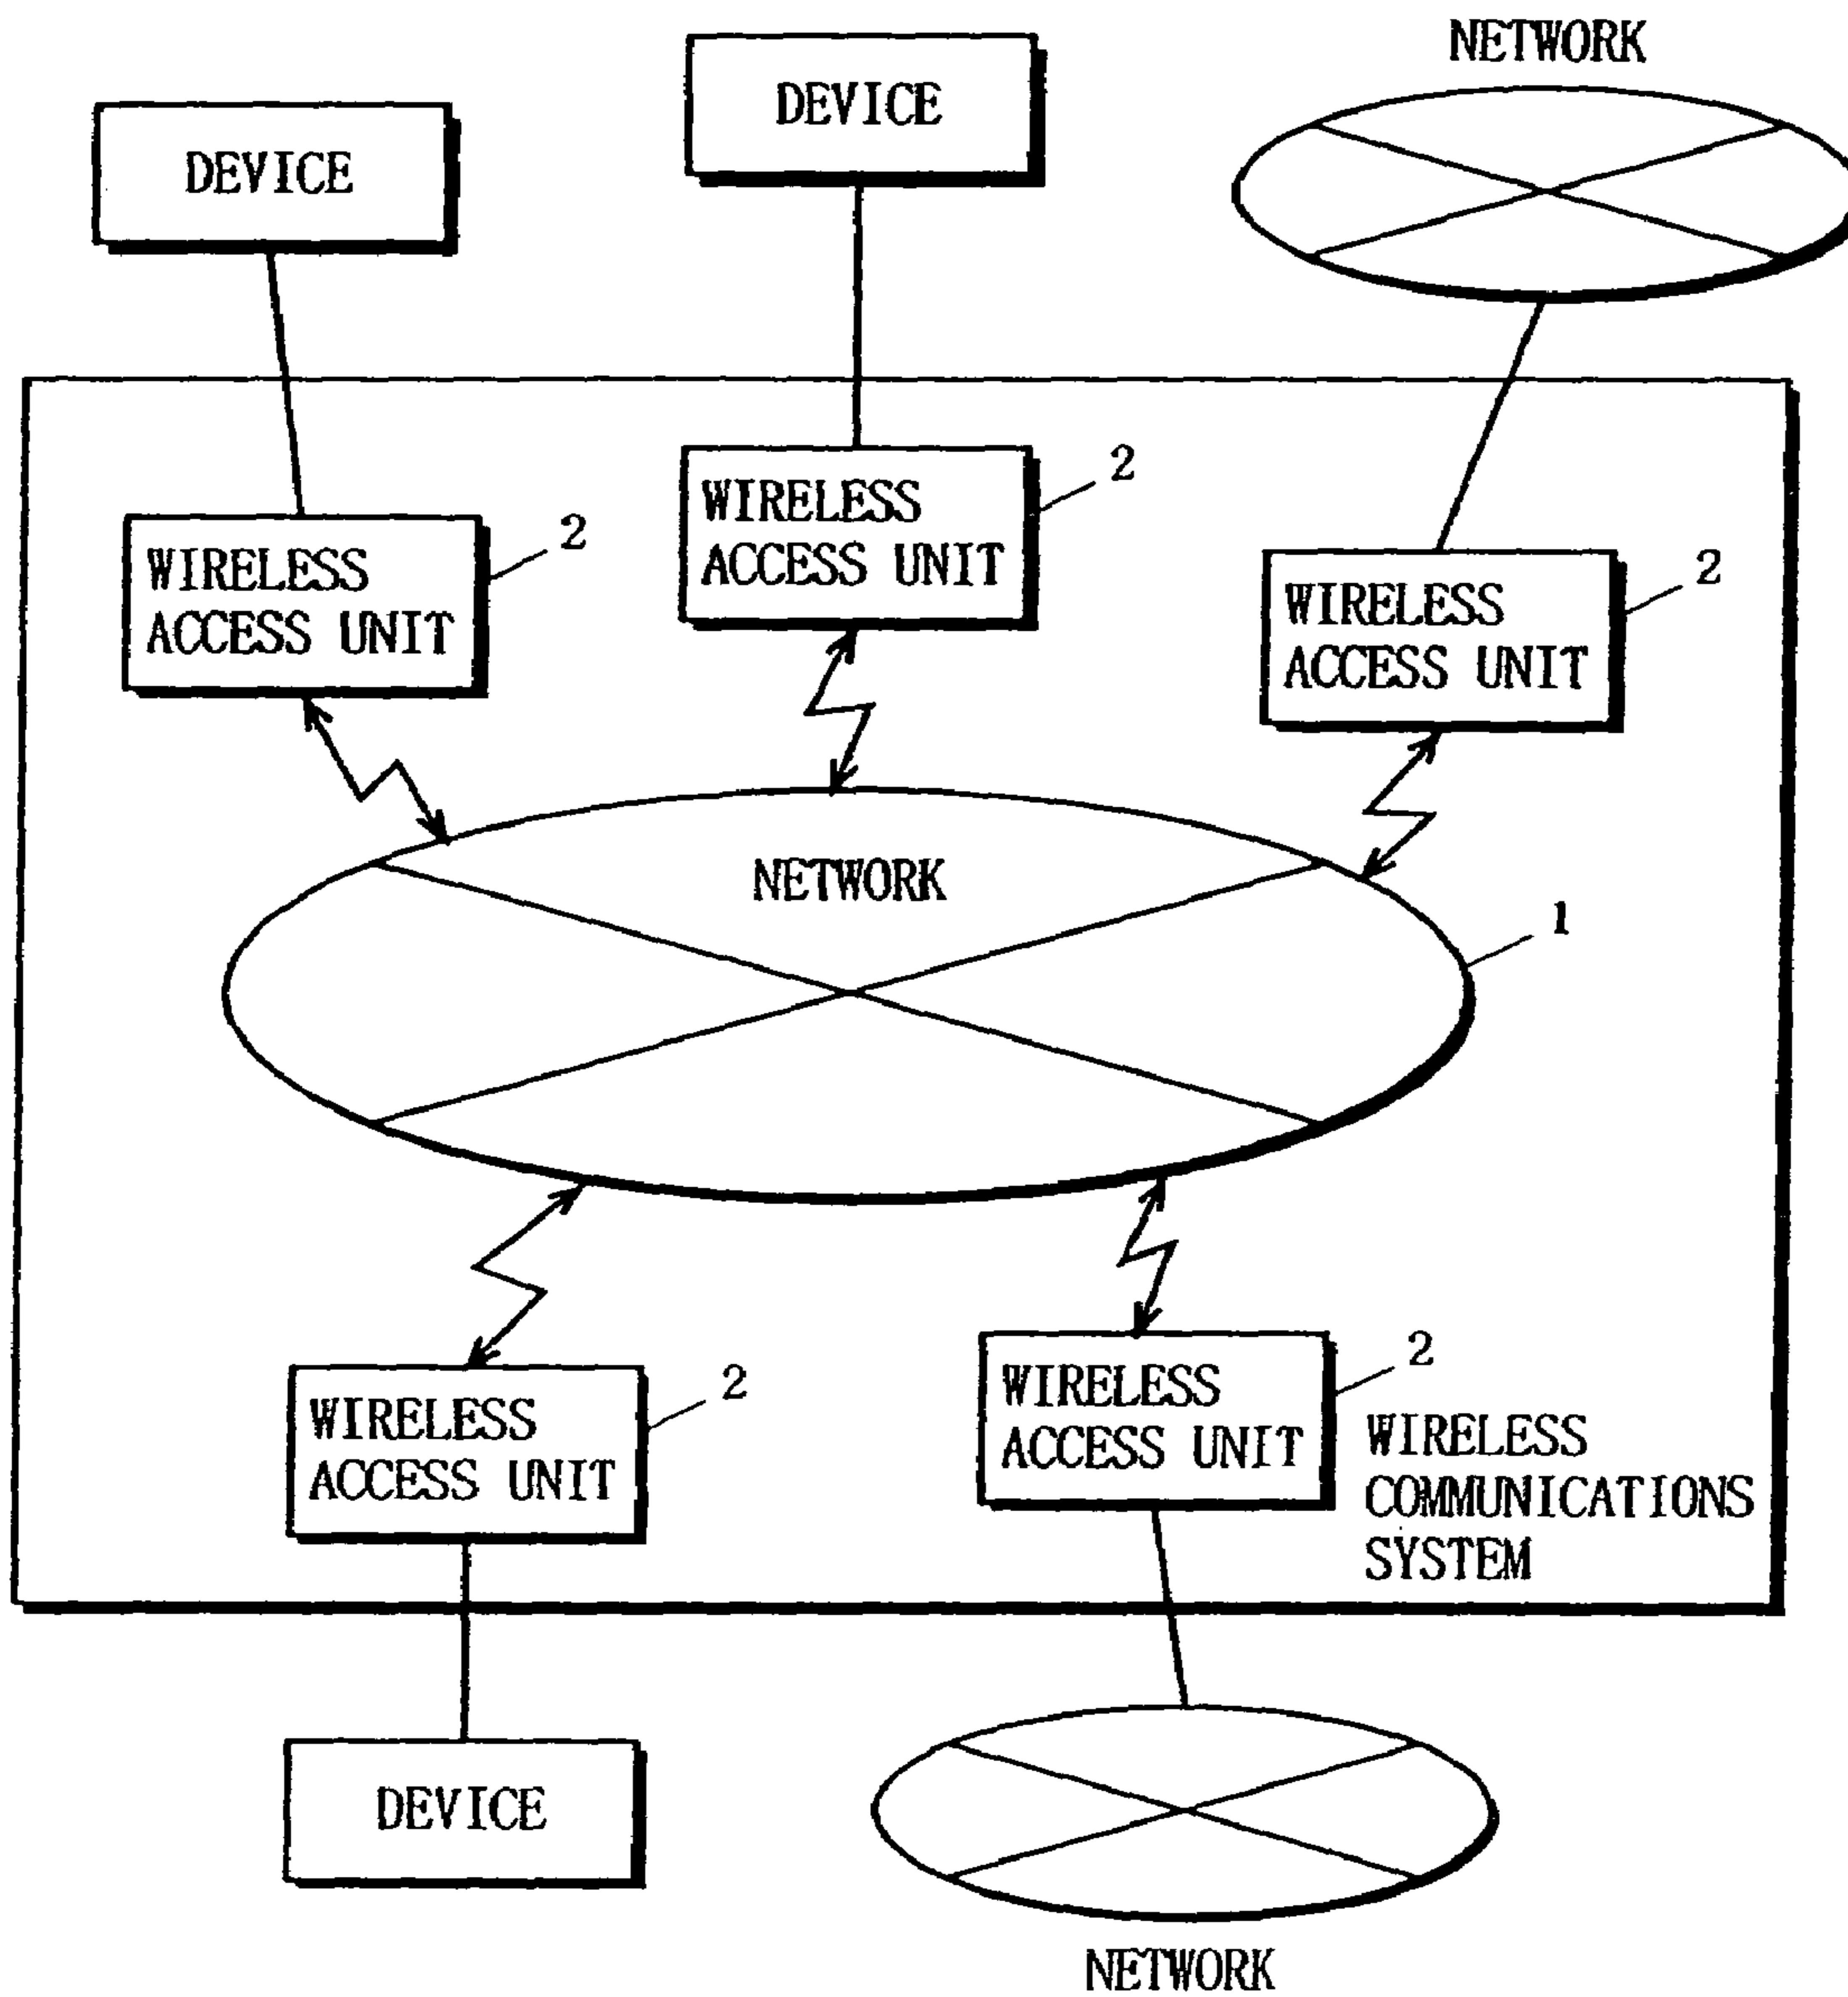 NETWORK
DEVICE
DEVICE
2
WIRELESS
ACCESS UNIT
2
WIRELESS
ACCESS UNIT
2
WIRELESS
ACCESS UNIT
NETWORK
1
2
WIRELESS
ACCESS UNIT
2
WIRELESS
ACCESS UNIT
WIRELESS
COMMUNICATIONS
SYSTEM
DEVICE
NETWORK